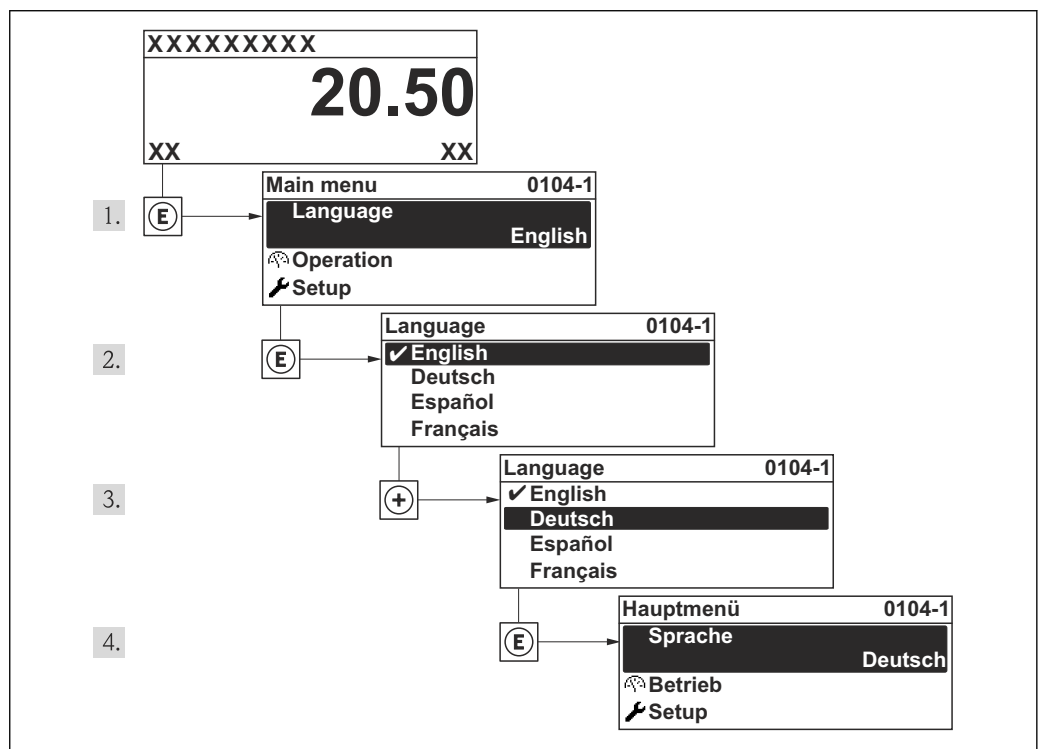 XXXXXXXXX
20.50
XX XX
1. E
Main menu 0104-1
Language
English
Operation
Setup
2. E
Language 0104-1
✔English
Deutsch
Español
Français
3. +
Language 0104-1
✔English
Deutsch
Español
Français
4. E
Hauptmenü 0104-1
Sprache
Deutsch
Betrieb
Setup